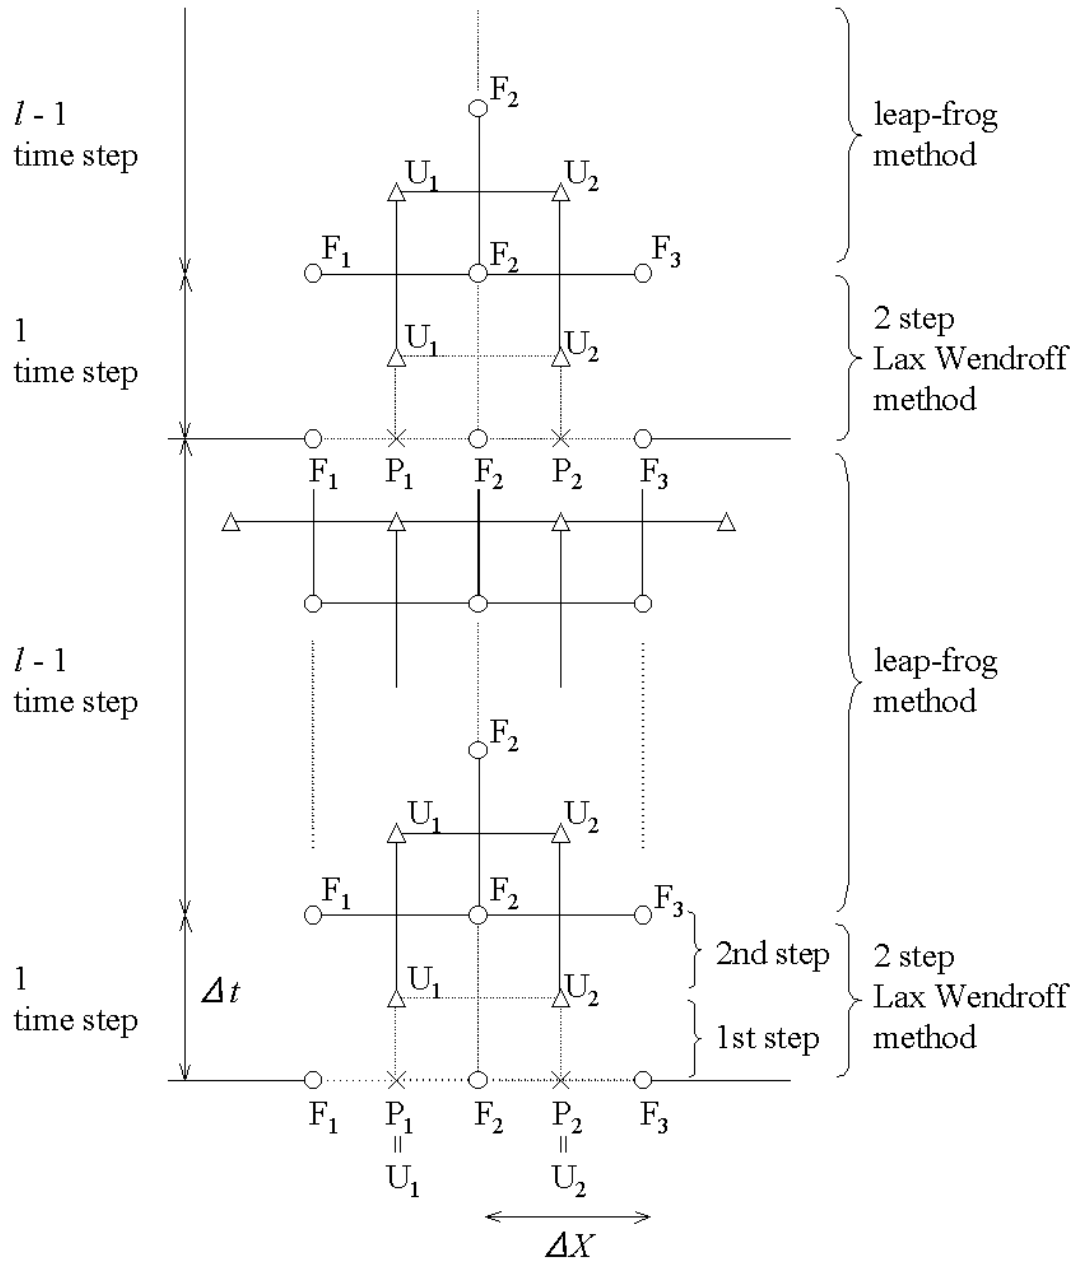 F₂
l - 1
time step
leap-frog
method
U₁ U₂
F₁ F₂ F₃
1
time step
2 step
Lax Wendroff
method
U₁ U₂
F₁ P₁ F₂ P₂ F₃
l - 1
time step
leap-frog
method
F₂
U₁ U₂
F₁ F₂ F₃
2nd step
1
time step
Δt
2 step
Lax Wendroff
method
U₁ U₂
1st step
F₁ P₁ F₂ P₂ F₃
= =
U₁ U₂
ΔX